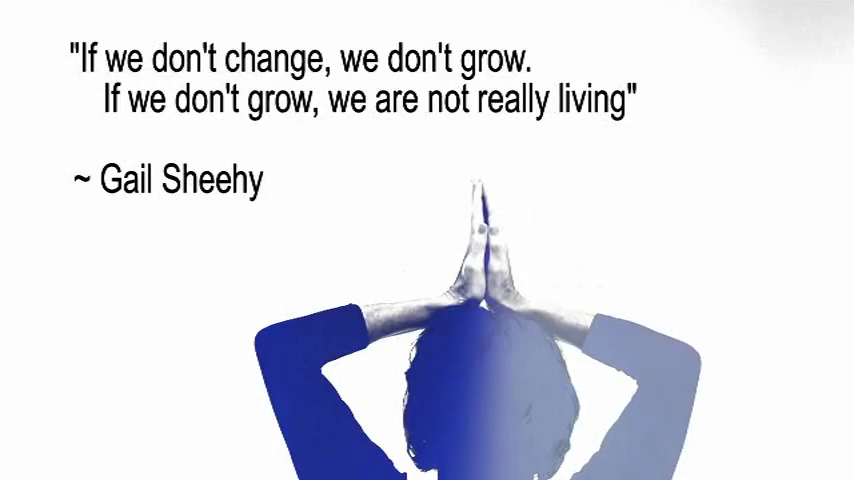 "If we don't change, we don't grow.
If we don't grow, we are not really living"
~ Gail Sheehy